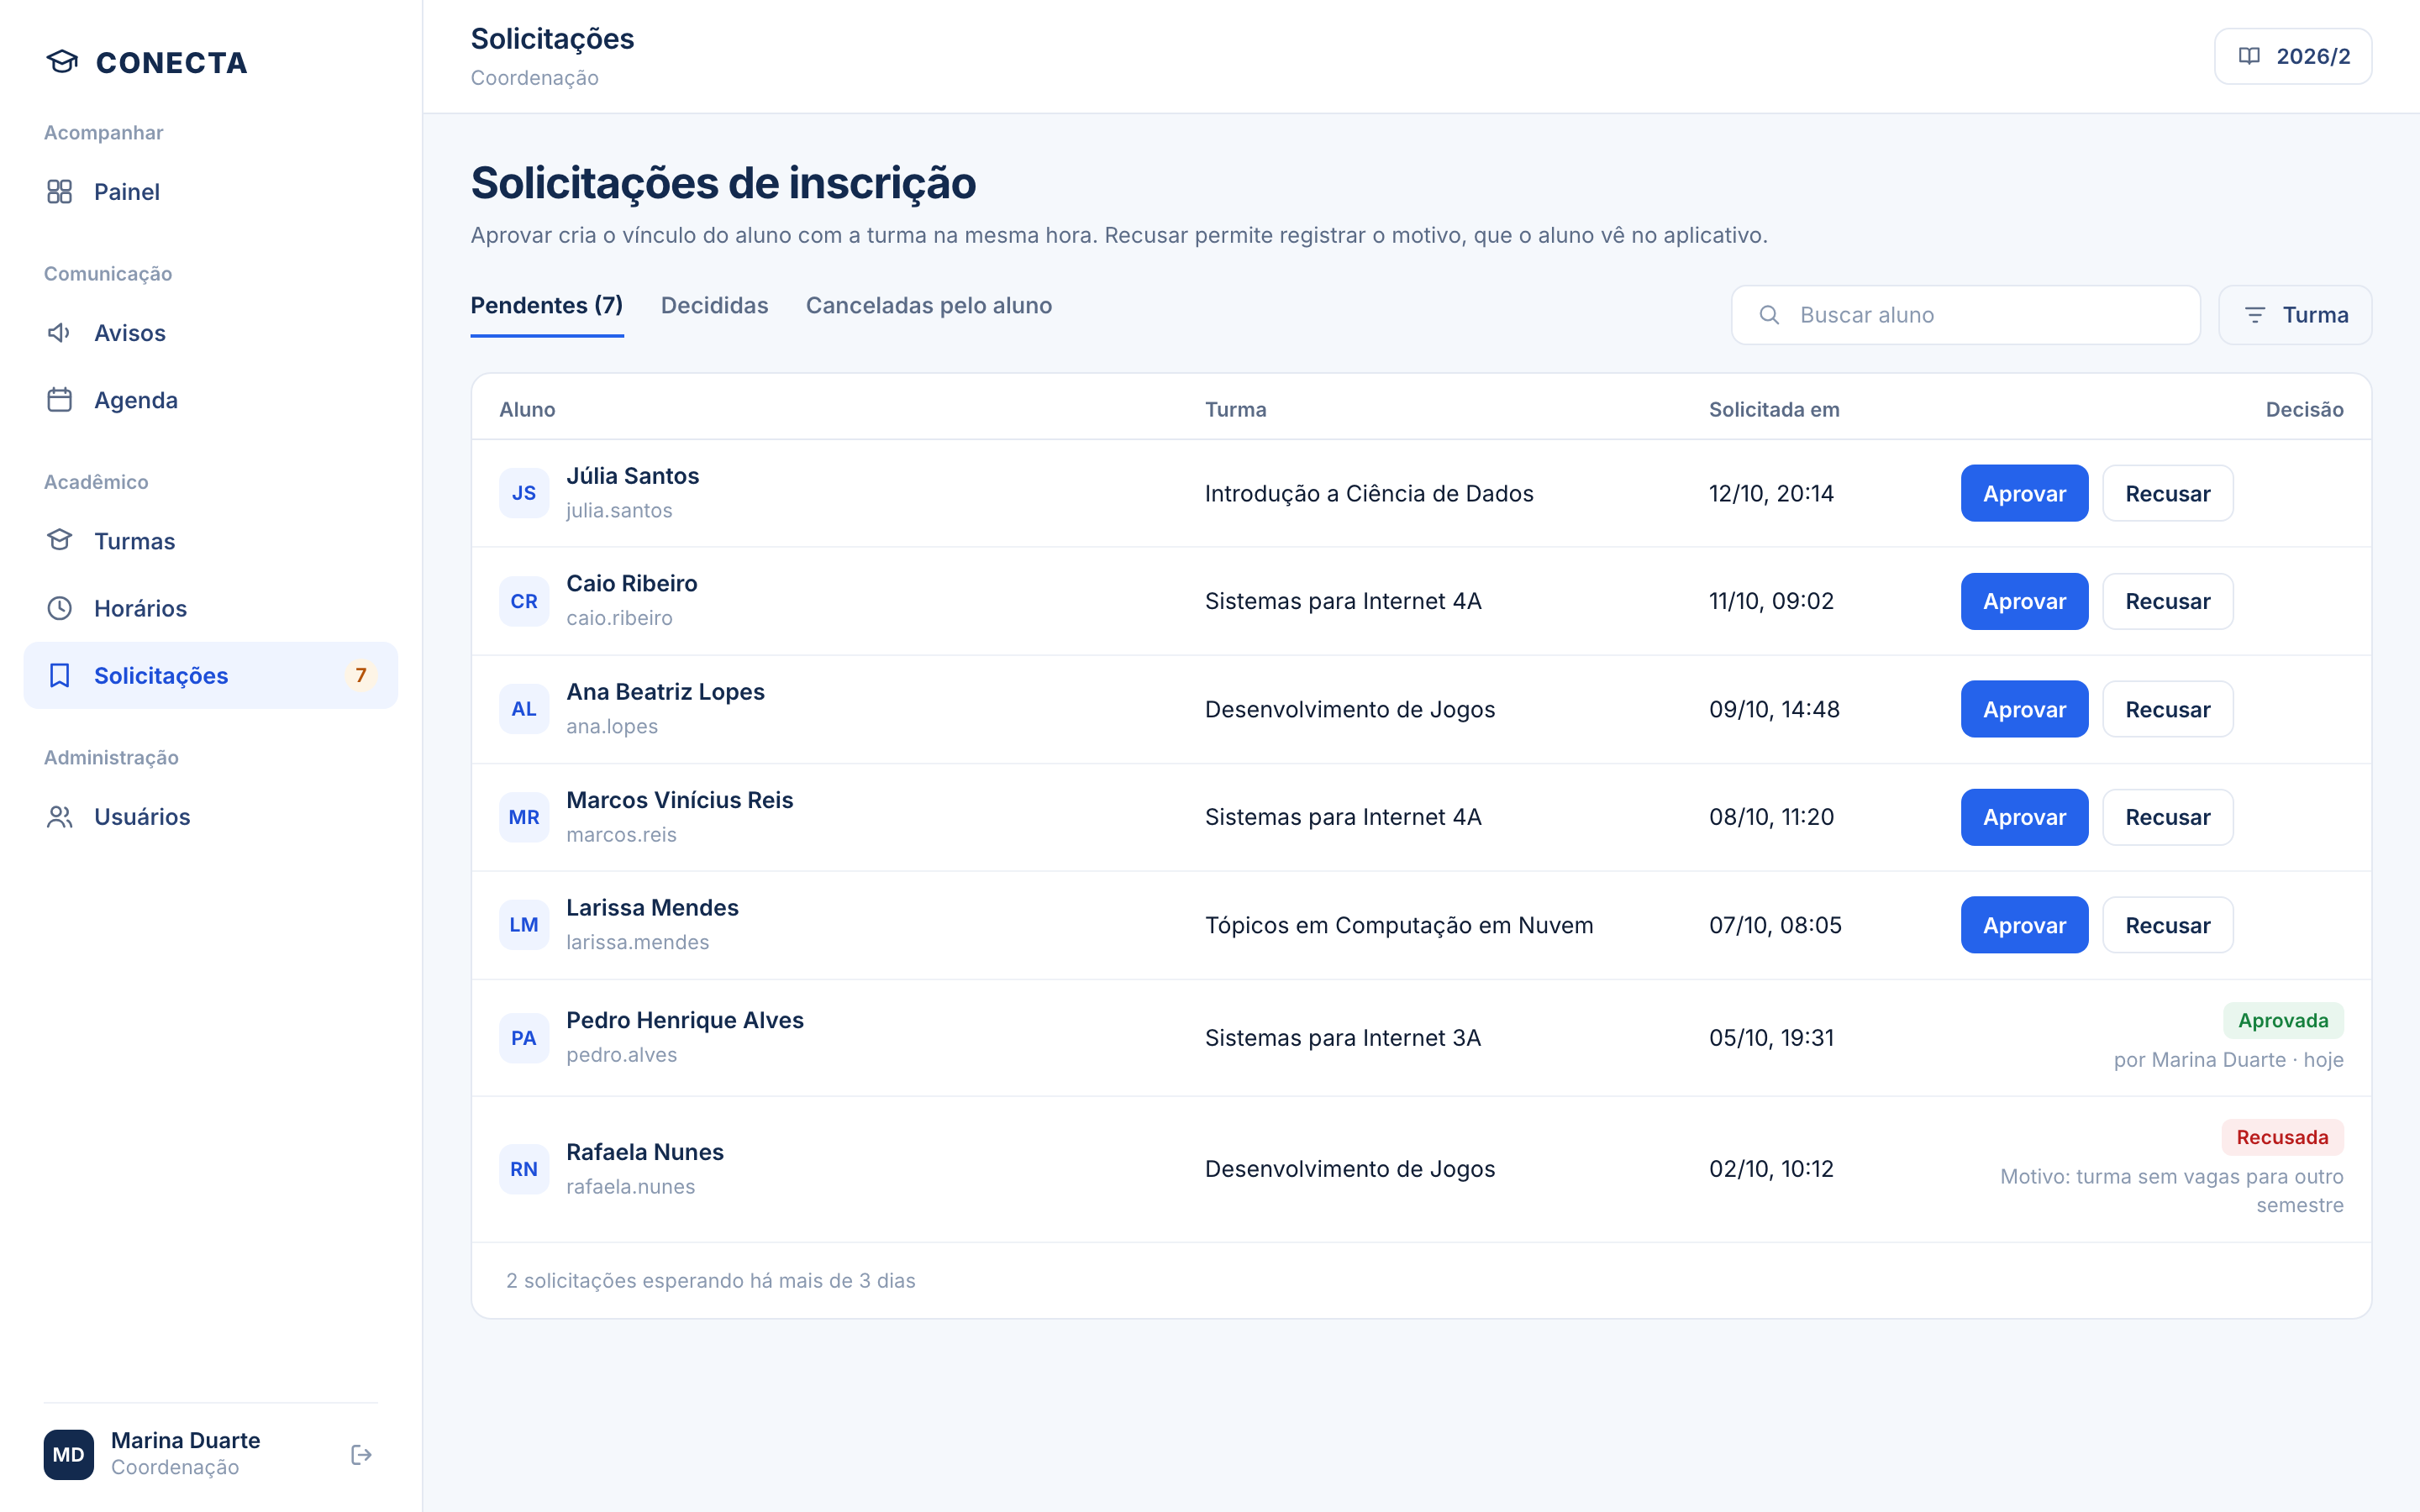 CONECTA
Acompanhar
Painel
Comunicação
Avisos
Agenda
Acadêmico
Turmas
Horários
Solicitações 7
Administração
Usuários
MD
Marina Duarte
Coordenação
Solicitações
Coordenação
2026/2
Solicitações de inscrição
Aprovar cria o vínculo do aluno com a turma na mesma hora. Recusar permite registrar o motivo, que o aluno vê no aplicativo.
Pendentes (7) Decididas Canceladas pelo aluno
Buscar aluno
Turma
Aluno Turma Solicitada em Decisão
JS
Júlia Santos
julia.santos
Introdução a Ciência de Dados
12/10, 20:14
Aprovar Recusar
CR
Caio Ribeiro
caio.ribeiro
Sistemas para Internet 4A
11/10, 09:02
Aprovar Recusar
AL
Ana Beatriz Lopes
ana.lopes
Desenvolvimento de Jogos
09/10, 14:48
Aprovar Recusar
MR
Marcos Vinícius Reis
marcos.reis
Sistemas para Internet 4A
08/10, 11:20
Aprovar Recusar
LM
Larissa Mendes
larissa.mendes
Tópicos em Computação em Nuvem
07/10, 08:05
Aprovar Recusar
PA
Pedro Henrique Alves
pedro.alves
Sistemas para Internet 3A
05/10, 19:31
Aprovada
por Marina Duarte · hoje
RN
Rafaela Nunes
rafaela.nunes
Desenvolvimento de Jogos
02/10, 10:12
Recusada
Motivo: turma sem vagas para outro
semestre
2 solicitações esperando há mais de 3 dias